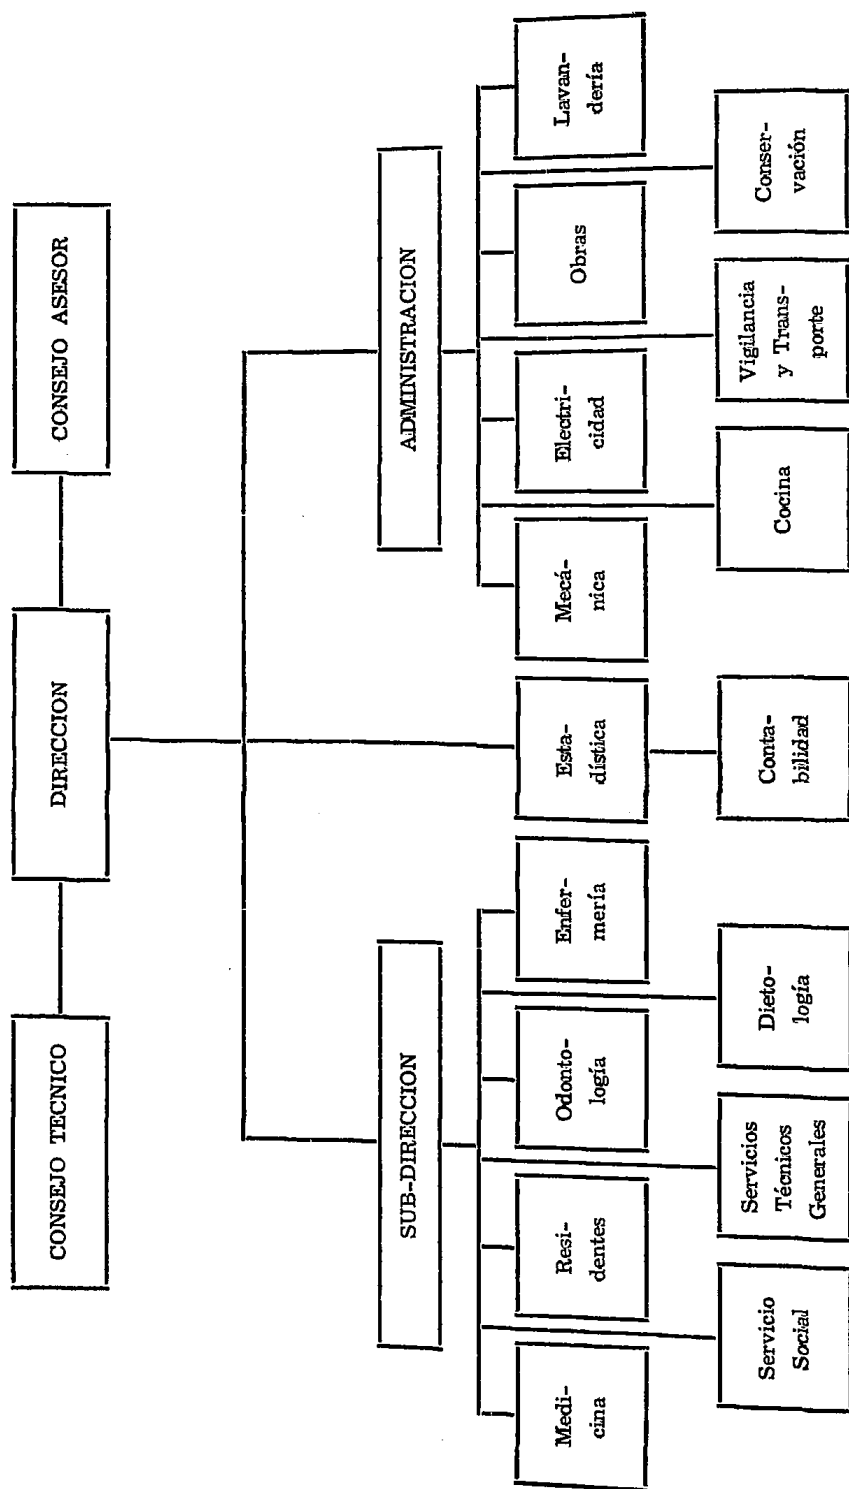 CONSEJO TECNICO
DIRECCION
CONSEJO ASESOR
SUB-DIRECCION
ADMINISTRACION
Medi-
cina
Resi-
dentes
Odonto-
logía
Enfer-
mería
Esta-
dística
Mecá-
nica
Electri-
cidad
Obras
Lavan-
dería
Servicio
Social
Servicios
Técnicos
Generales
Dieto-
logía
Conta-
bilidad
Cocina
Vigilancia
y Trans-
porte
Conser-
vación